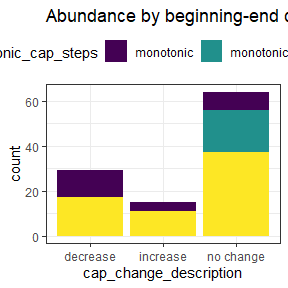 Abundance by beginning-end
onic_cap_steps monotonic monotonic
60
40
20
0
count
decrease increase no change
cap_change_description